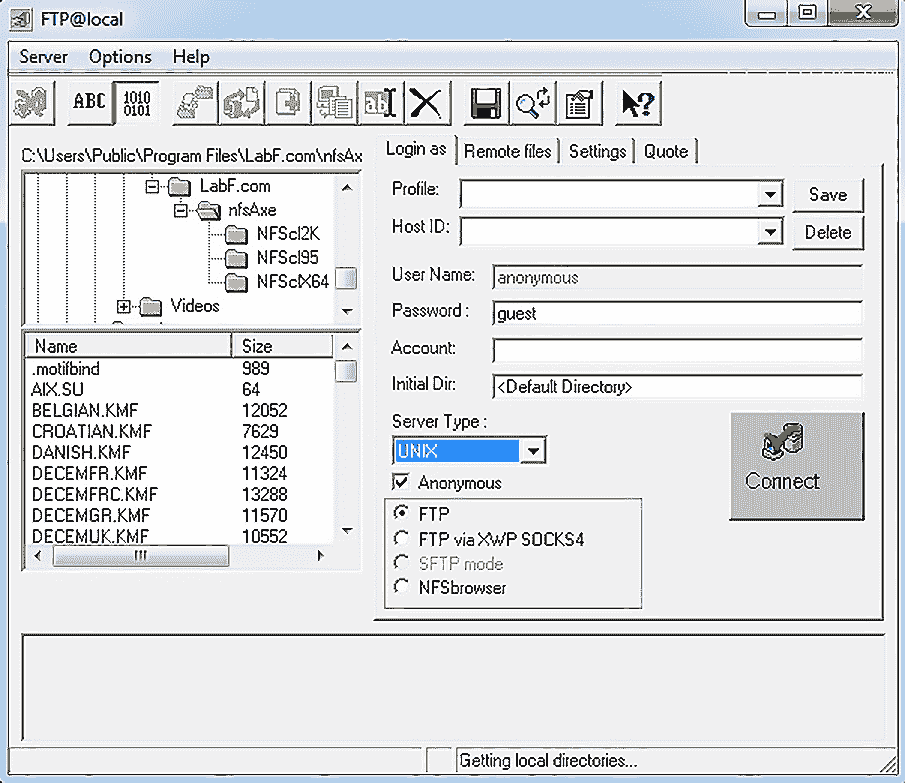 FTP@local
Server Options Help
ABC 1010 0101 ab
C:\Users\Public\Program Files\LabF.com\nfsAx
LabF.com
nfsAxe
NFScl2K
NFScl95
NFSclX64
Videos
Name Size
.motifbind 989
AIX.SU 64
BELGIAN.KMF 12052
CROATIAN.KMF 7629
DANISH.KMF 12450
DECEMFR.KMF 11324
DECEMFRC.KMF 13288
DECEMGR.KMF 11570
DECEMUK.KMF 10552
Login as Remote files Settings Quote
Profile: Save
Host ID: Delete
User Name: anonymous
Password : guest
Account:
Initial Dir: <Default Directory>
Server Type :
UNIX
Anonymous
Connect
FTP
FTP via XWP SOCKS4
SFTP mode
NFSbrowser
Getting local directories...